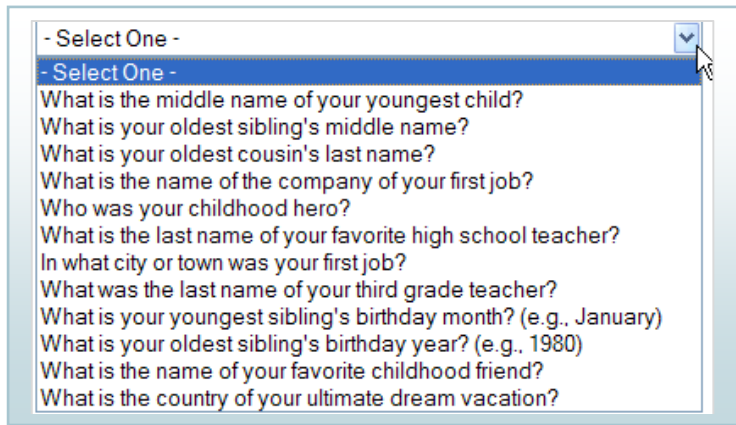 - Select One -
- Select One -
What is the middle name of your youngest child?
What is your oldest sibling's middle name?
What is your oldest cousin's last name?
What is the name of the company of your first job?
Who was your childhood hero?
What is the last name of your favorite high school teacher?
In what city or town was your first job?
What was the last name of your third grade teacher?
What is your youngest sibling's birthday month? (e.g., January)
What is your oldest sibling's birthday year? (e.g., 1980)
What is the name of your favorite childhood friend?
What is the country of your ultimate dream vacation?